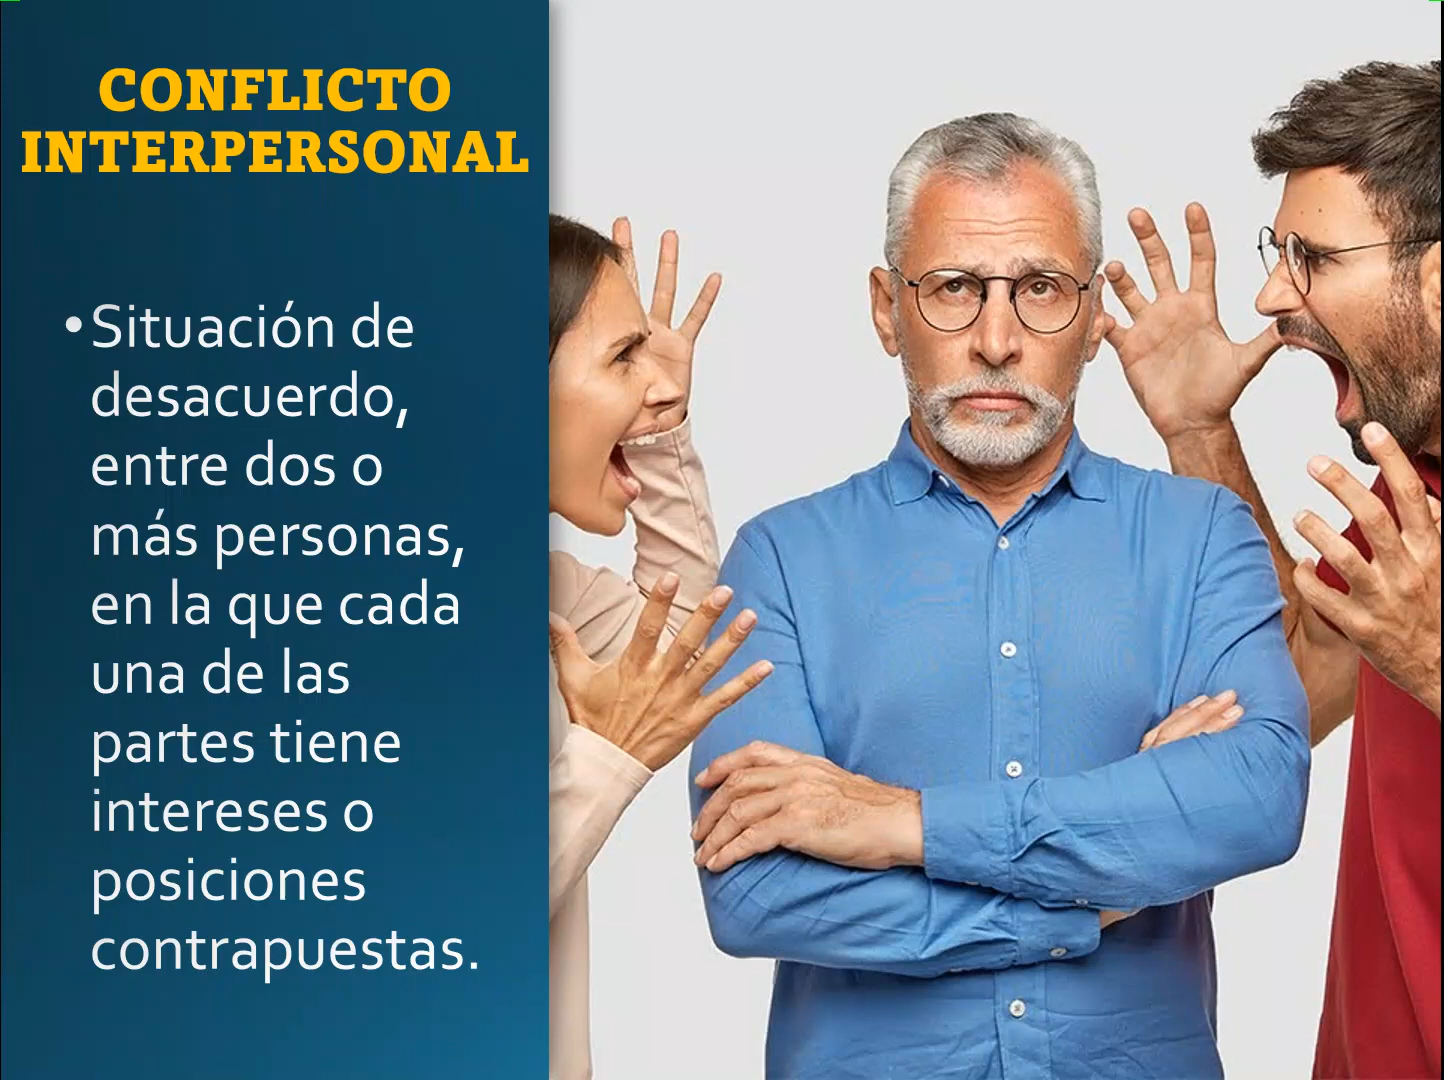 CONFLICTO
INTERPERSONAL
•Situación de
desacuerdo,
entre dos o
más personas,
en la que cada
una de las
partes tiene
intereses o
posiciones
contrapuestas.